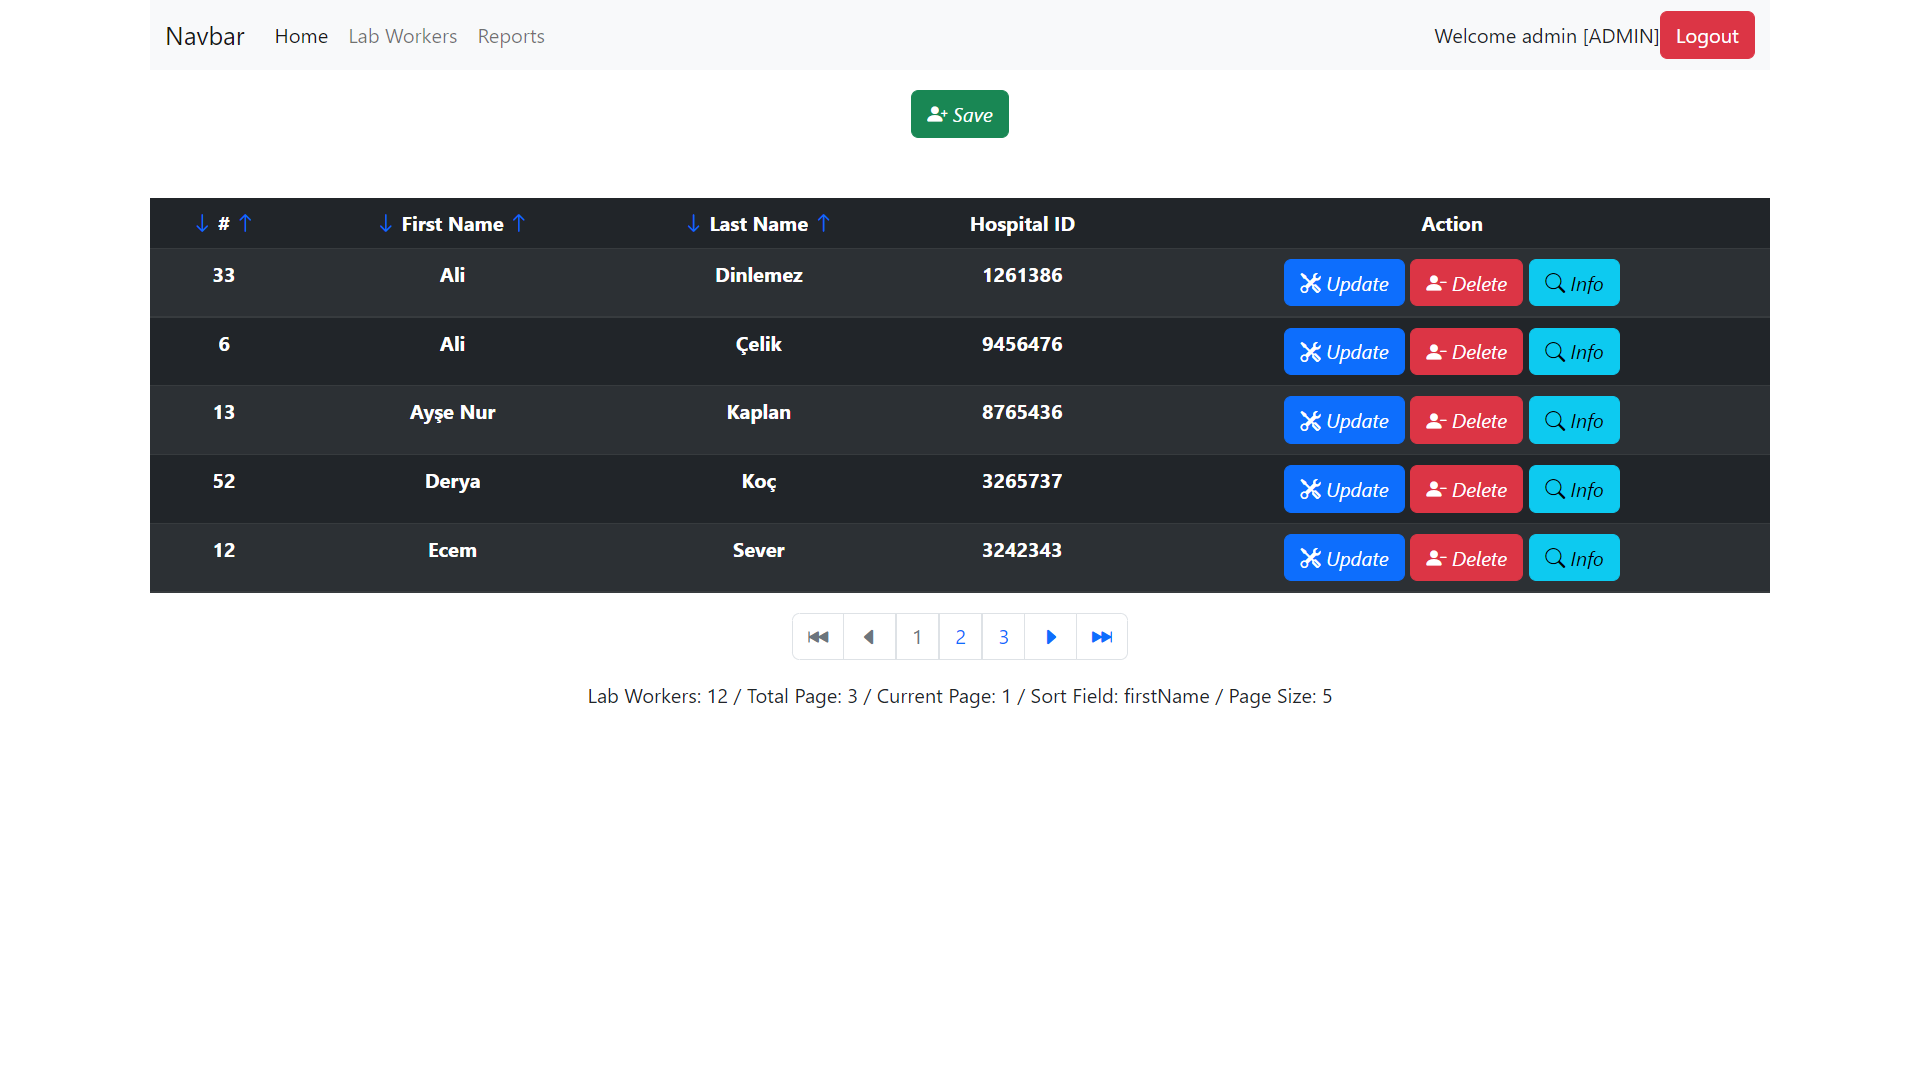 Navbar Home Lab Workers Reports Welcome admin [ADMIN] Logout
Save
# First Name Last Name Hospital ID Action
33 Ali Dinlemez 1261386 Update Delete Info
6 Ali Çelik 9456476 Update Delete Info
13 Ayşe Nur Kaplan 8765436 Update Delete Info
52 Derya Koç 3265737 Update Delete Info
12 Ecem Sever 3242343 Update Delete Info
1 2 3
Lab Workers: 12 / Total Page: 3 / Current Page: 1 / Sort Field: firstName / Page Size: 5